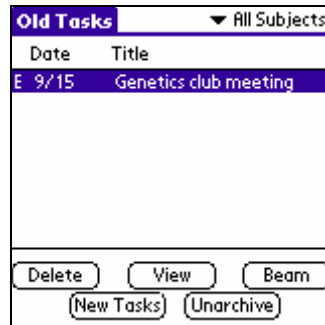 Old Tasks All Subjects
Date Title
E 9/15 Genetics club meeting
Delete View Beam
New Tasks Unarchive